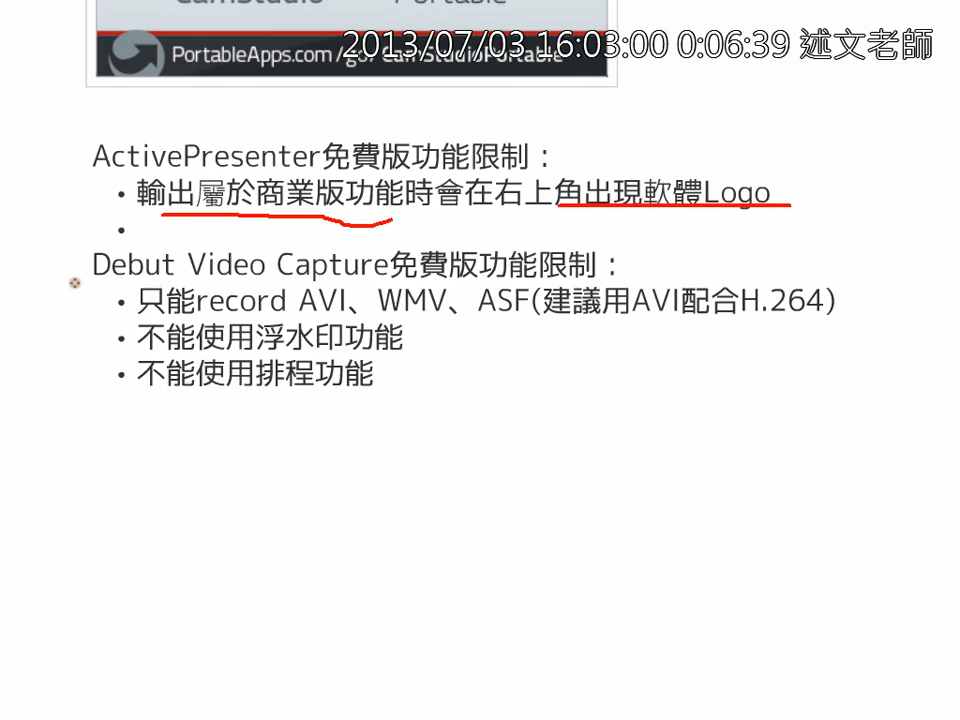 CamStudio Portable
2013/07/03 16:03:00 0:06:39 述文老師
PortableApps.com/go/CamStudioPortable
ActivePresenter免費版功能限制：
• 輸出屬於商業版功能時會在右上角出現軟體Logo
•
Debut Video Capture免費版功能限制：
• 只能record AVI、WMV、ASF(建議用AVI配合H.264)
• 不能使用浮水印功能
• 不能使用排程功能